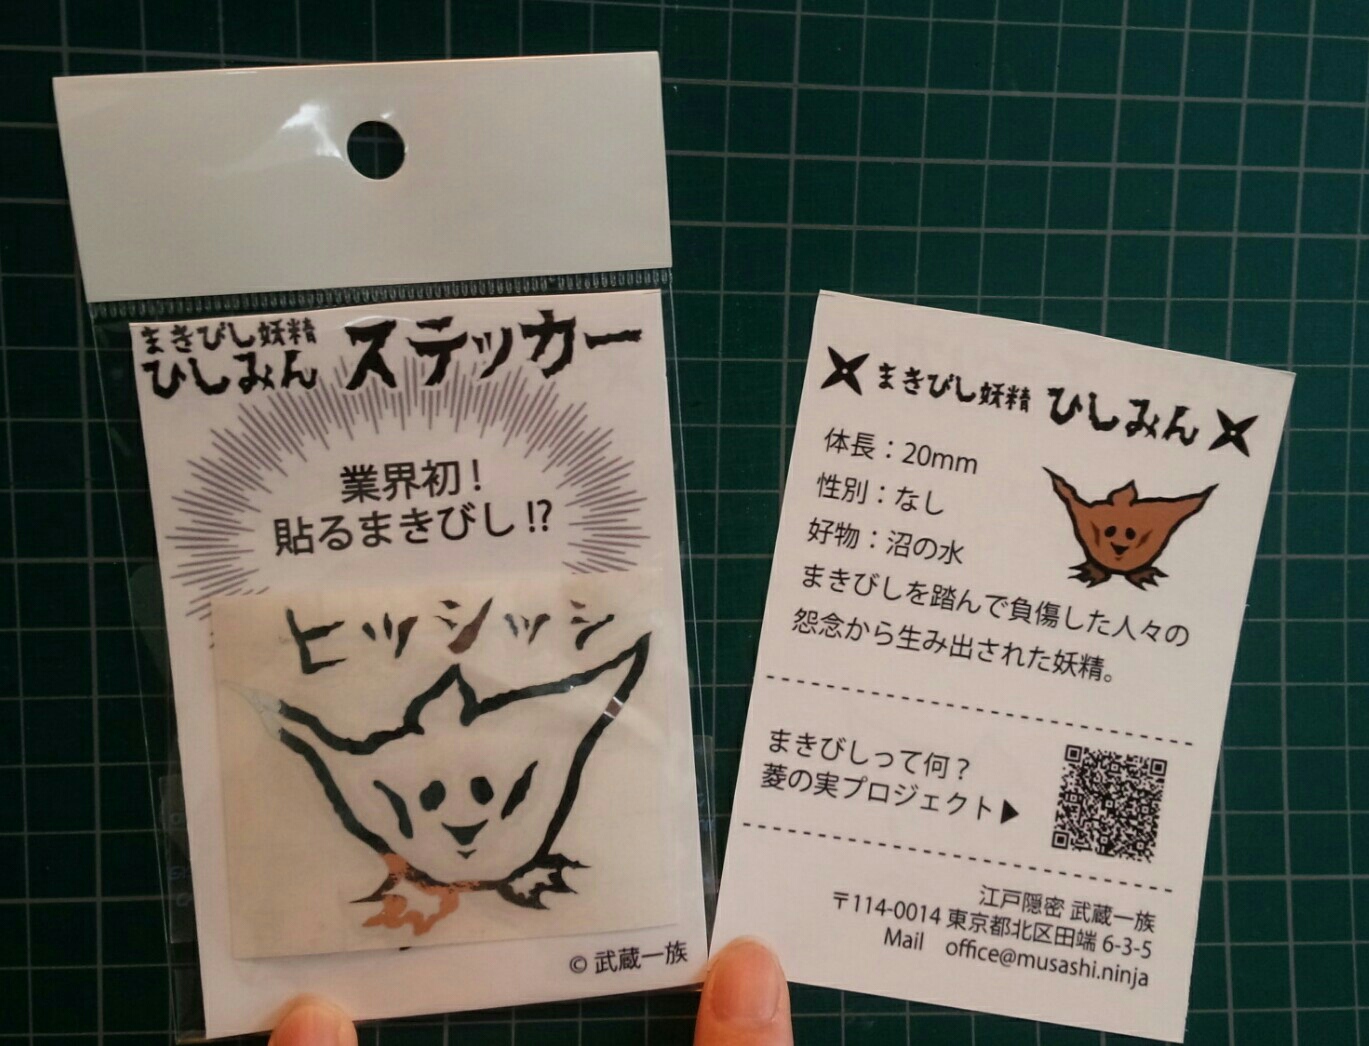 まきびし妖精
ひしみん ステッカー
業界初！
貼るまきびし⁉
ヒッシッシ
© 武蔵一族
まきびし妖精 ひしみん
体長：20mm
性別：なし
好物：沼の水
まきびしを踏んで負傷した人々の
怨念から生み出された妖精。
まきびしって何？
菱の実プロジェクト▶
江戸隠密 武蔵一族
〒114-0014 東京都北区田端 6-3-5
Mail office@musashi.ninja